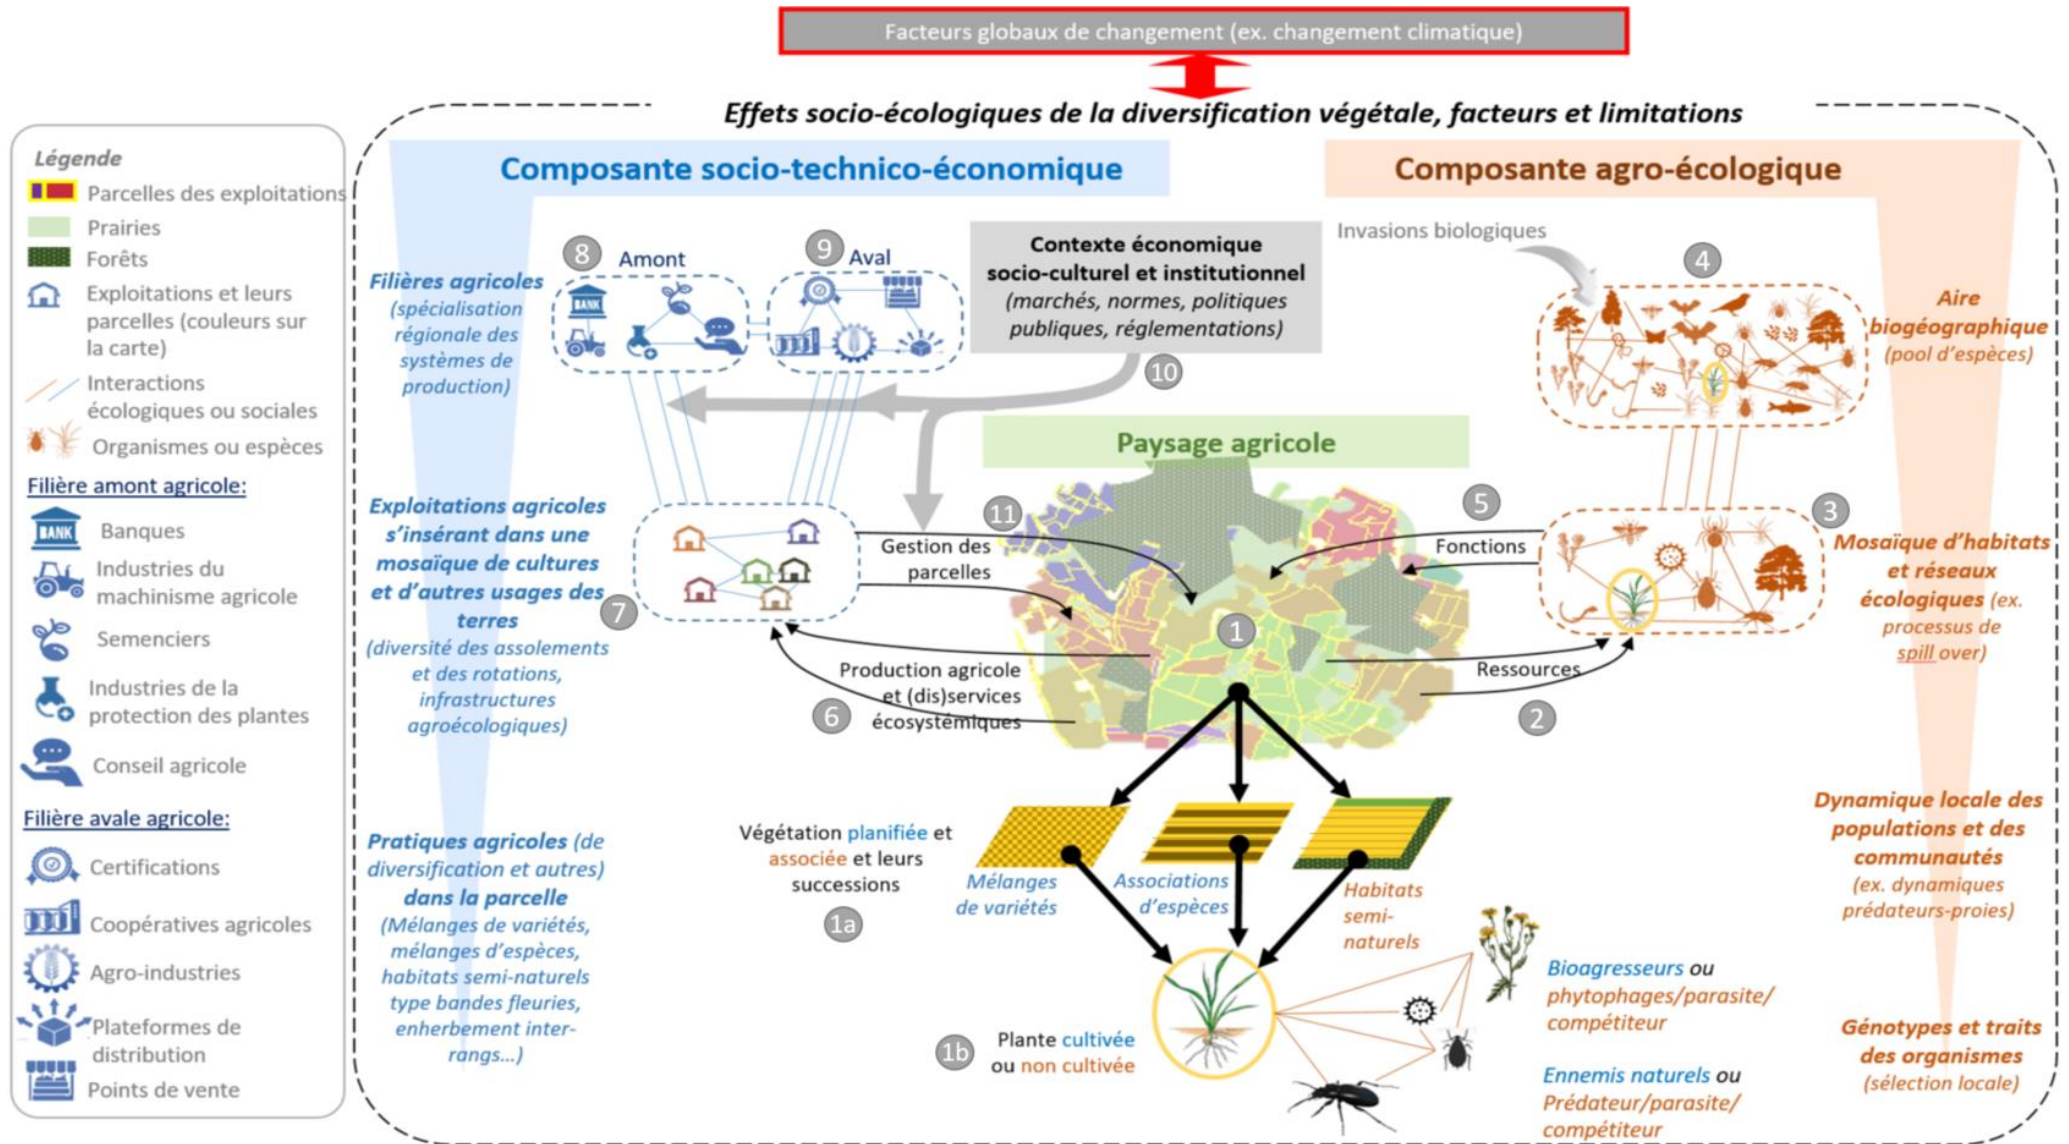 Facteurs globaux de changement (ex. changement climatique)
Effets socio-écologiques de la diversification végétale, facteurs et limitations
Légende
Parcelles des exploitations
Prairies
Forêts
Exploitations et leurs
parcelles (couleurs sur
la carte)
Interactions
écologiques ou sociales
Organismes ou espèces
Filière amont agricole:
BANK
Banques
Industries du
machinisme agricole
Semenciers
Industries de la
protection des plantes
Conseil agricole
Filière avale agricole:
Certifications
Coopératives agricoles
Agro-industries
Plateformes de
distribution
Points de vente
Composante socio-technico-économique
Filières agricoles
(spécialisation
régionale des
systèmes de
production)
8
Amont
BANK
9
Aval
Contexte économique
socio-culturel et institutionnel
(marchés, normes, politiques
publiques, réglementations)
10
Exploitations agricoles
s’insérant dans une
mosaïque de cultures
et d’autres usages des
terres
(diversité des assolements
et des rotations,
infrastructures
agroécologiques)
7
Pratiques agricoles (de
diversification et autres)
dans la parcelle
(Mélanges de variétés,
mélanges d’espèces,
habitats semi-naturels
type bandes fleuries,
enherbement inter-
rangs...)
Paysage agricole
11
Gestion des
parcelles
5
Fonctions
1
Production agricole
et (dis)services
écosystémiques
6
Ressources
2
Végétation planifiée et
associée et leurs
successions
1a
Mélanges
de variétés
Associations
d’espèces
Habitats
semi-
naturels
1b
Plante cultivée
ou non cultivée
Bioagresseurs ou
phytophages/parasite/
compétiteur
Ennemis naturels ou
Prédateur/parasite/
compétiteur
Composante agro-écologique
Invasions biologiques
4
Aire
biogéographique
(pool d’espèces)
3
Mosaïque d’habitats
et réseaux
écologiques (ex.
processus de
spill over)
Dynamique locale des
populations et des
communautés
(ex. dynamiques
prédateurs-proies)
Génotypes et traits
des organismes
(sélection locale)